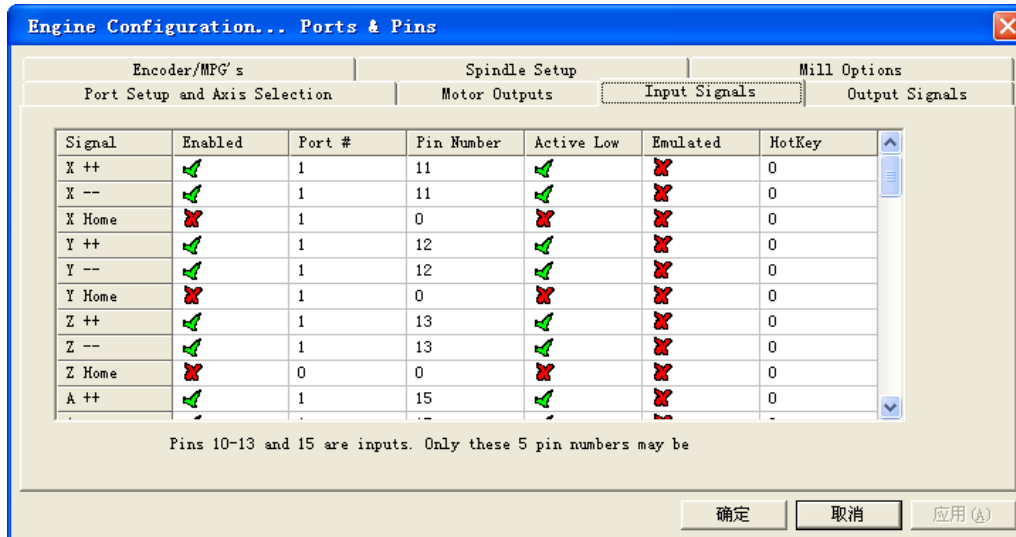 Engine Configuration... Ports & Pins
Encoder/MPG's Spindle Setup Mill Options
Port Setup and Axis Selection Motor Outputs Input Signals Output Signals
Signal Enabled Port # Pin Number Active Low Emulated HotKey
X ++ 1 11 0
X -- 1 11 0
X Home 1 0 0
Y ++ 1 12 0
Y -- 1 12 0
Y Home 1 0 0
Z ++ 1 13 0
Z -- 1 13 0
Z Home 0 0 0
A ++ 1 15 0
Pins 10-13 and 15 are inputs. Only these 5 pin numbers may be
确定 取消 应用(A)